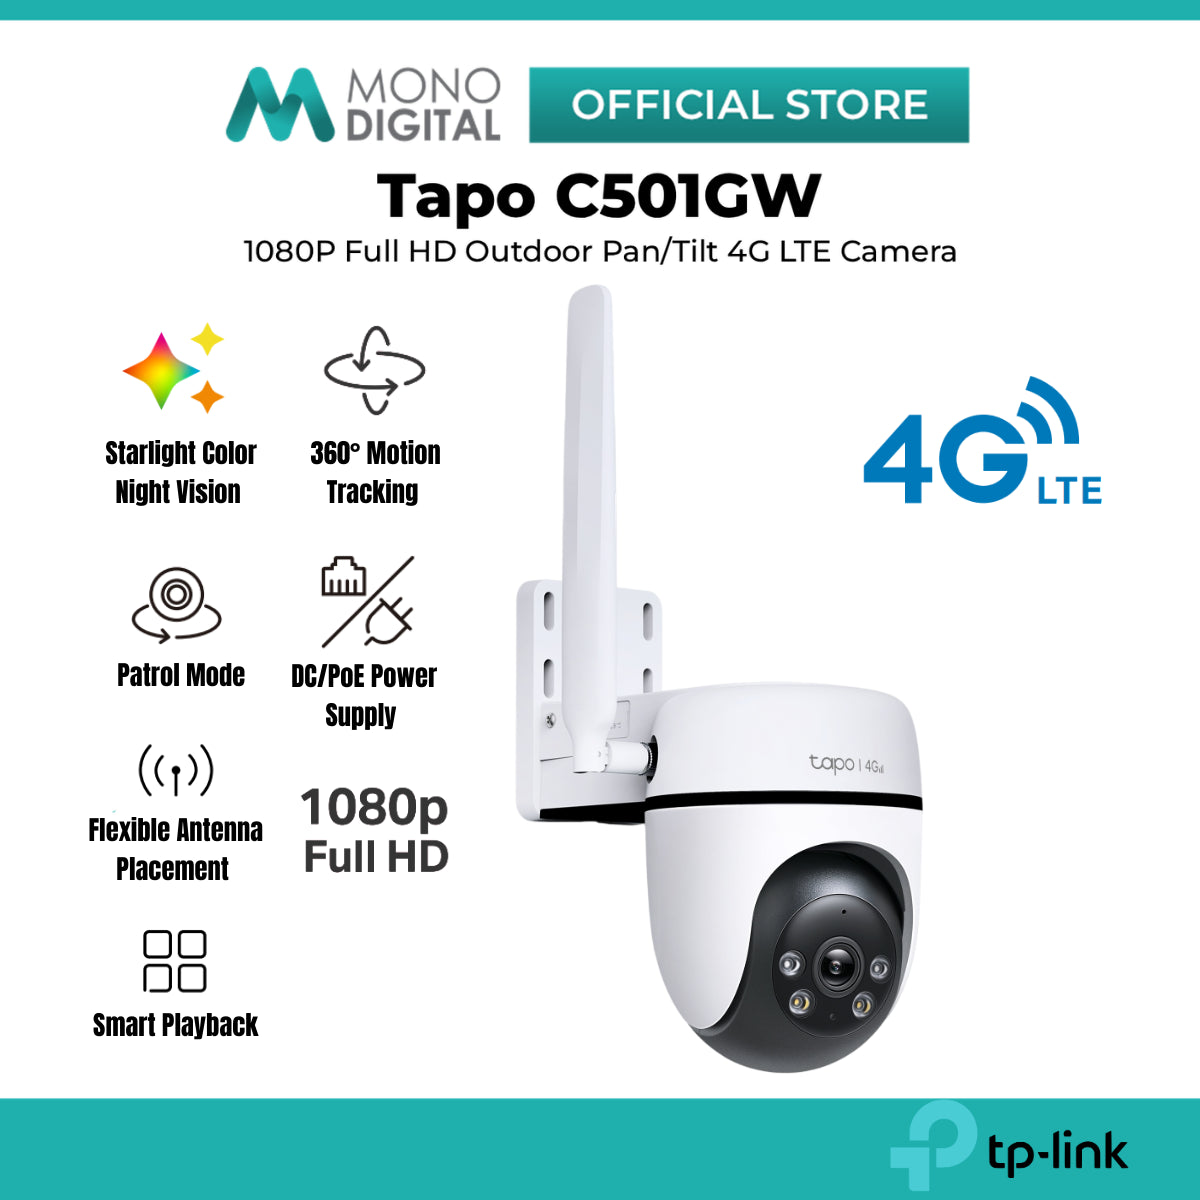 MONO
DIGITAL
OFFICIAL STORE
Tapo C501GW
1080P Full HD Outdoor Pan/Tilt 4G LTE Camera
Starlight Color
Night Vision
360° Motion
Tracking
4G LTE
Patrol Mode
DC/PoE Power
Supply
tapo | 4G
Flexible Antenna
Placement
1080p
Full HD
Smart Playback
tp-link